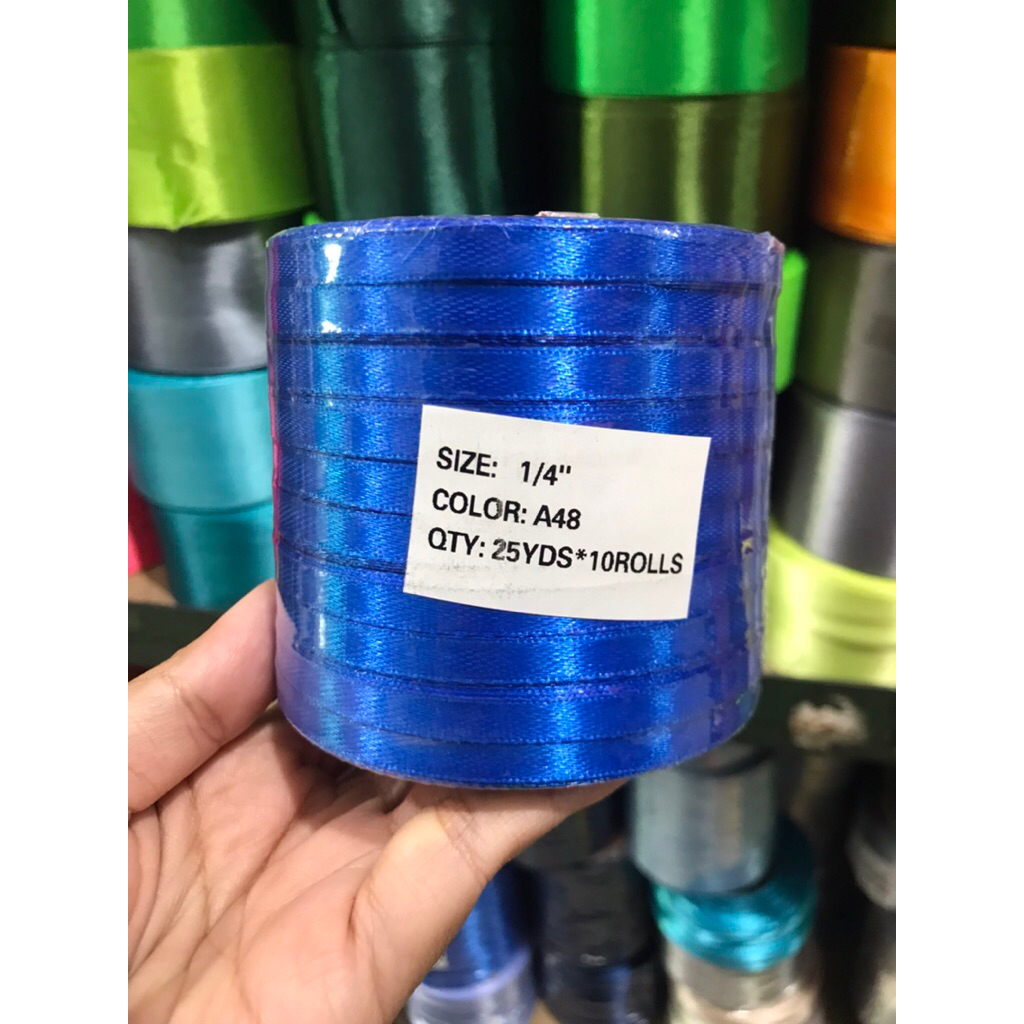 SIZE: 1/4"
COLOR: A48
QTY: 25YDS*10ROLLS